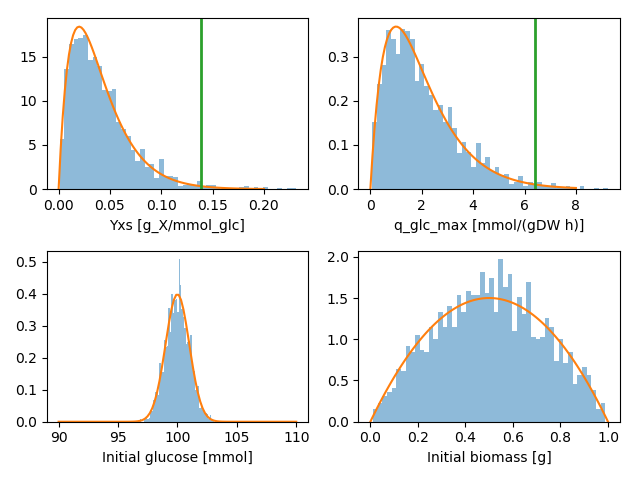 15
10
5
0
0.00 0.05 0.10 0.15 0.20
Yxs [g_X/mmol_glc]
0.3
0.2
0.1
0.0
0 2 4 6 8
q_glc_max [mmol/(gDW h)]
0.5
0.4
0.3
0.2
0.1
0.0
90 95 100 105 110
Initial glucose [mmol]
2.0
1.5
1.0
0.5
0.0
0.0 0.2 0.4 0.6 0.8 1.0
Initial biomass [g]